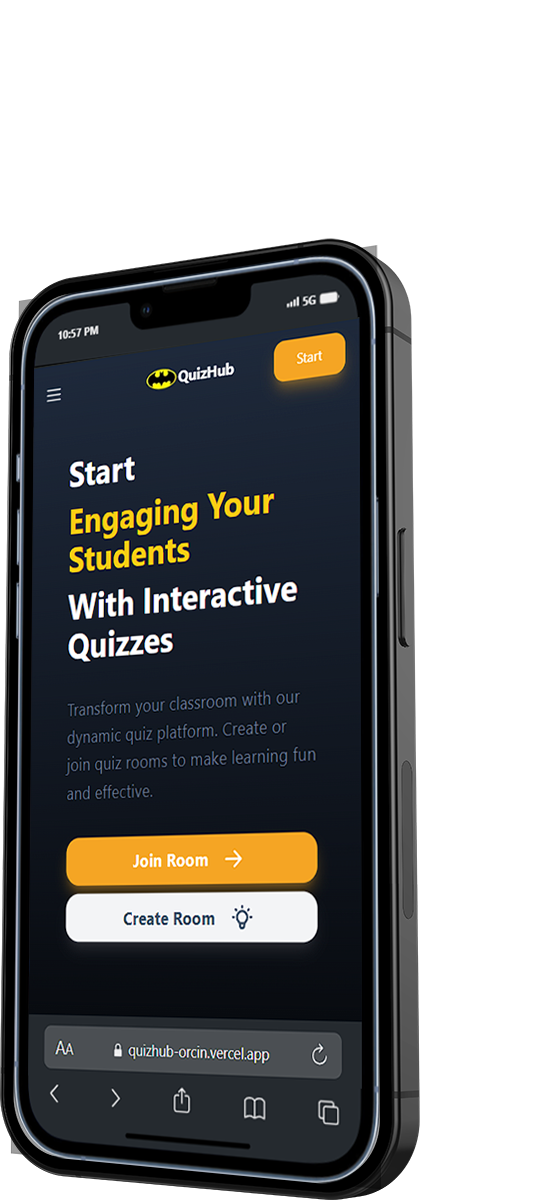 10:57 PM
5G
QuizHub
Start
Start
Engaging Your
Students
With Interactive
Quizzes
Transform your classroom with our
dynamic quiz platform. Create or
join quiz rooms to make learning fun
and effective.
Join Room
Create Room
AA
quizhub-orcin.vercel.app